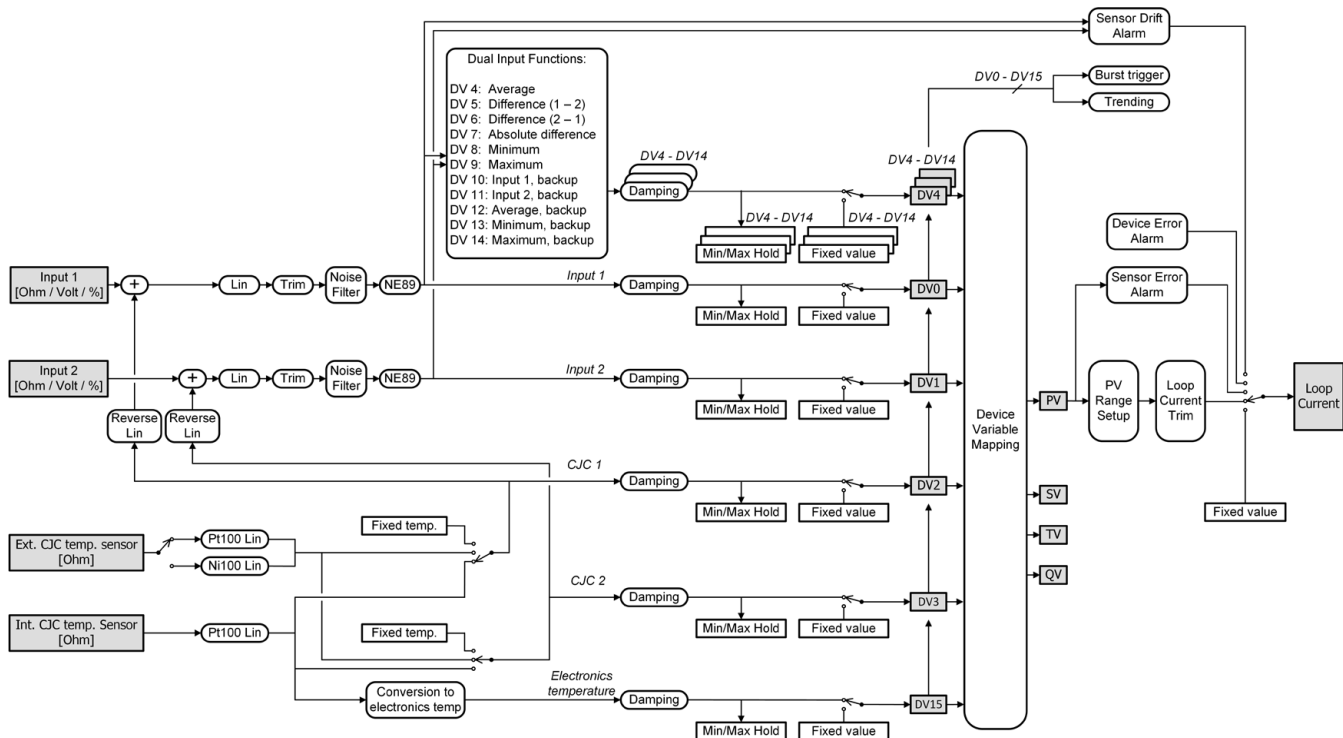 Sensor Drift
Alarm
Dual Input Functions:
DV 4: Average
DV 5: Difference (1 – 2)
DV 6: Difference (2 – 1)
DV 7: Absolute difference
DV 8: Minimum
DV 9: Maximum
DV 10: Input 1, backup
DV 11: Input 2, backup
DV 12: Average, backup
DV 13: Minimum, backup
DV 14: Maximum, backup
DV0 - DV15
Burst trigger
Trending
DV4 - DV14
Damping
DV4 - DV14
DV4
DV4 - DV14
Min/Max Hold
DV4 - DV14
Fixed value
Device Error
Alarm
Input 1
[Ohm / Volt / %]
+
Lin
Trim
Noise
Filter
NE89
Input 1
Damping
Min/Max Hold
Fixed value
DV0
Sensor Error
Alarm
Input 2
[Ohm / Volt / %]
+
Lin
Trim
Noise
Filter
NE89
Input 2
Damping
Min/Max Hold
Fixed value
DV1
Device
Variable
Mapping
PV
PV
Range
Setup
Loop
Current
Trim
Loop
Current
Reverse
Lin
Reverse
Lin
CJC 1
Damping
Min/Max Hold
Fixed value
DV2
SV
TV
QV
Fixed value
Ext. CJC temp. sensor
[Ohm]
Pt100 Lin
Ni100 Lin
Fixed temp.
CJC 2
Damping
Min/Max Hold
Fixed value
DV3
Int. CJC temp. Sensor
[Ohm]
Pt100 Lin
Fixed temp.
Conversion to
electronics temp
Electronics
temperature
Damping
Min/Max Hold
Fixed value
DV15